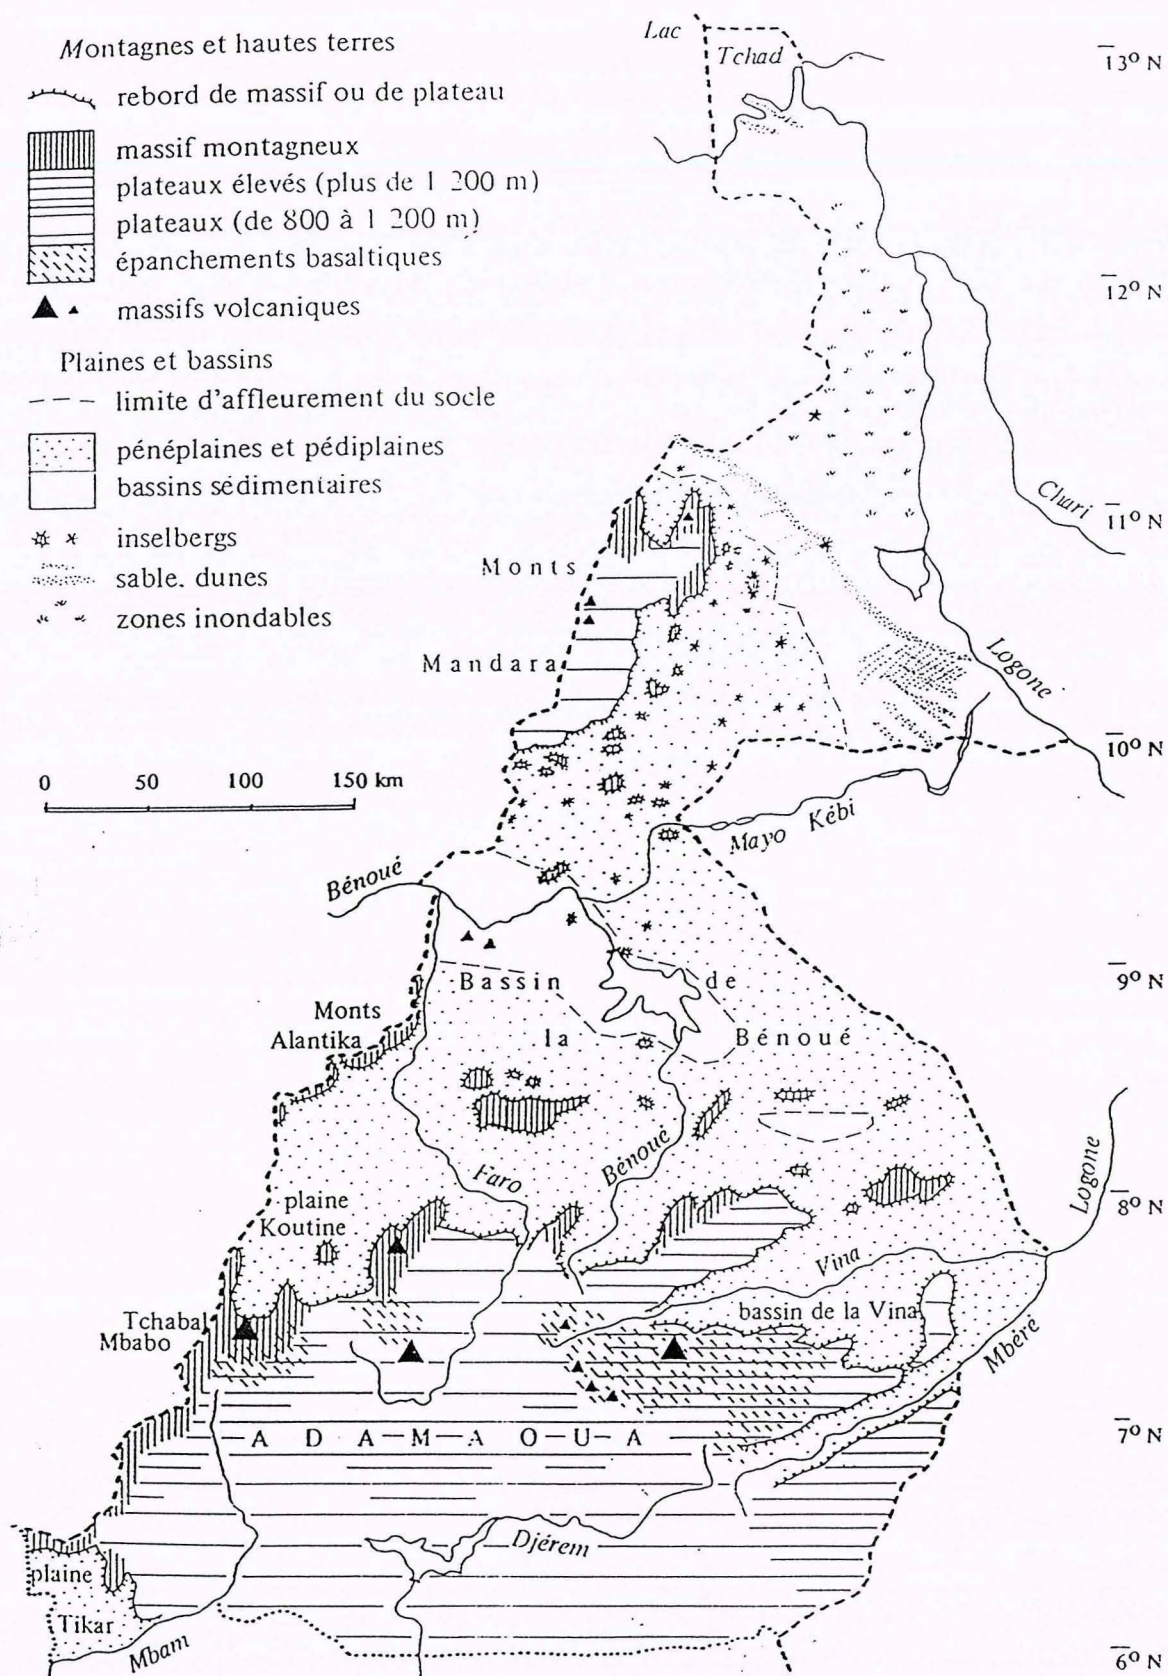 Montagnes et hautes terres
rebord de massif ou de plateau
massif montagneux
plateaux élevés (plus de 1 200 m)
plateaux (de 800 à 1 200 m)
épanchements basaltiques
massifs volcaniques
Plaines et bassins
limite d'affleurement du socle
pénéplaines et pédiplaines
bassins sédimentaires
inselbergs
sable. dunes
zones inondables
0 50 100 150 km
Lac
Tchad
13° N
12° N
Chari
11° N
Monts
Mandara
Logone
10° N
Mayo Kébi
Bénoué
9° N
Bassin de
la Bénoué
Monts
Alantika
Faro
Bénoué
Logone
8° N
plaine
Koutine
Vina
bassin de la Vina
Tchabal
Mbabo
Mbéré
7° N
ADAMAOUA
Djérem
plaine
Tikar
Mbam
6° N